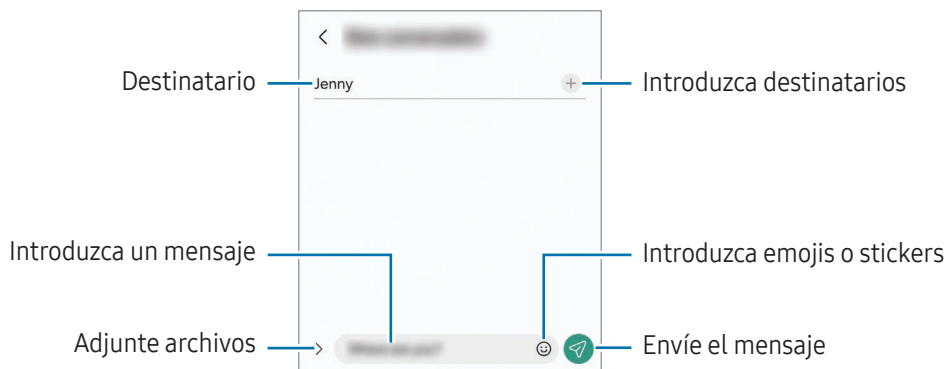 Destinatario
Jenny
Introduzca destinatarios
Introduzca un mensaje
Introduzca emojis o stickers
Adjunte archivos
Envíe el mensaje